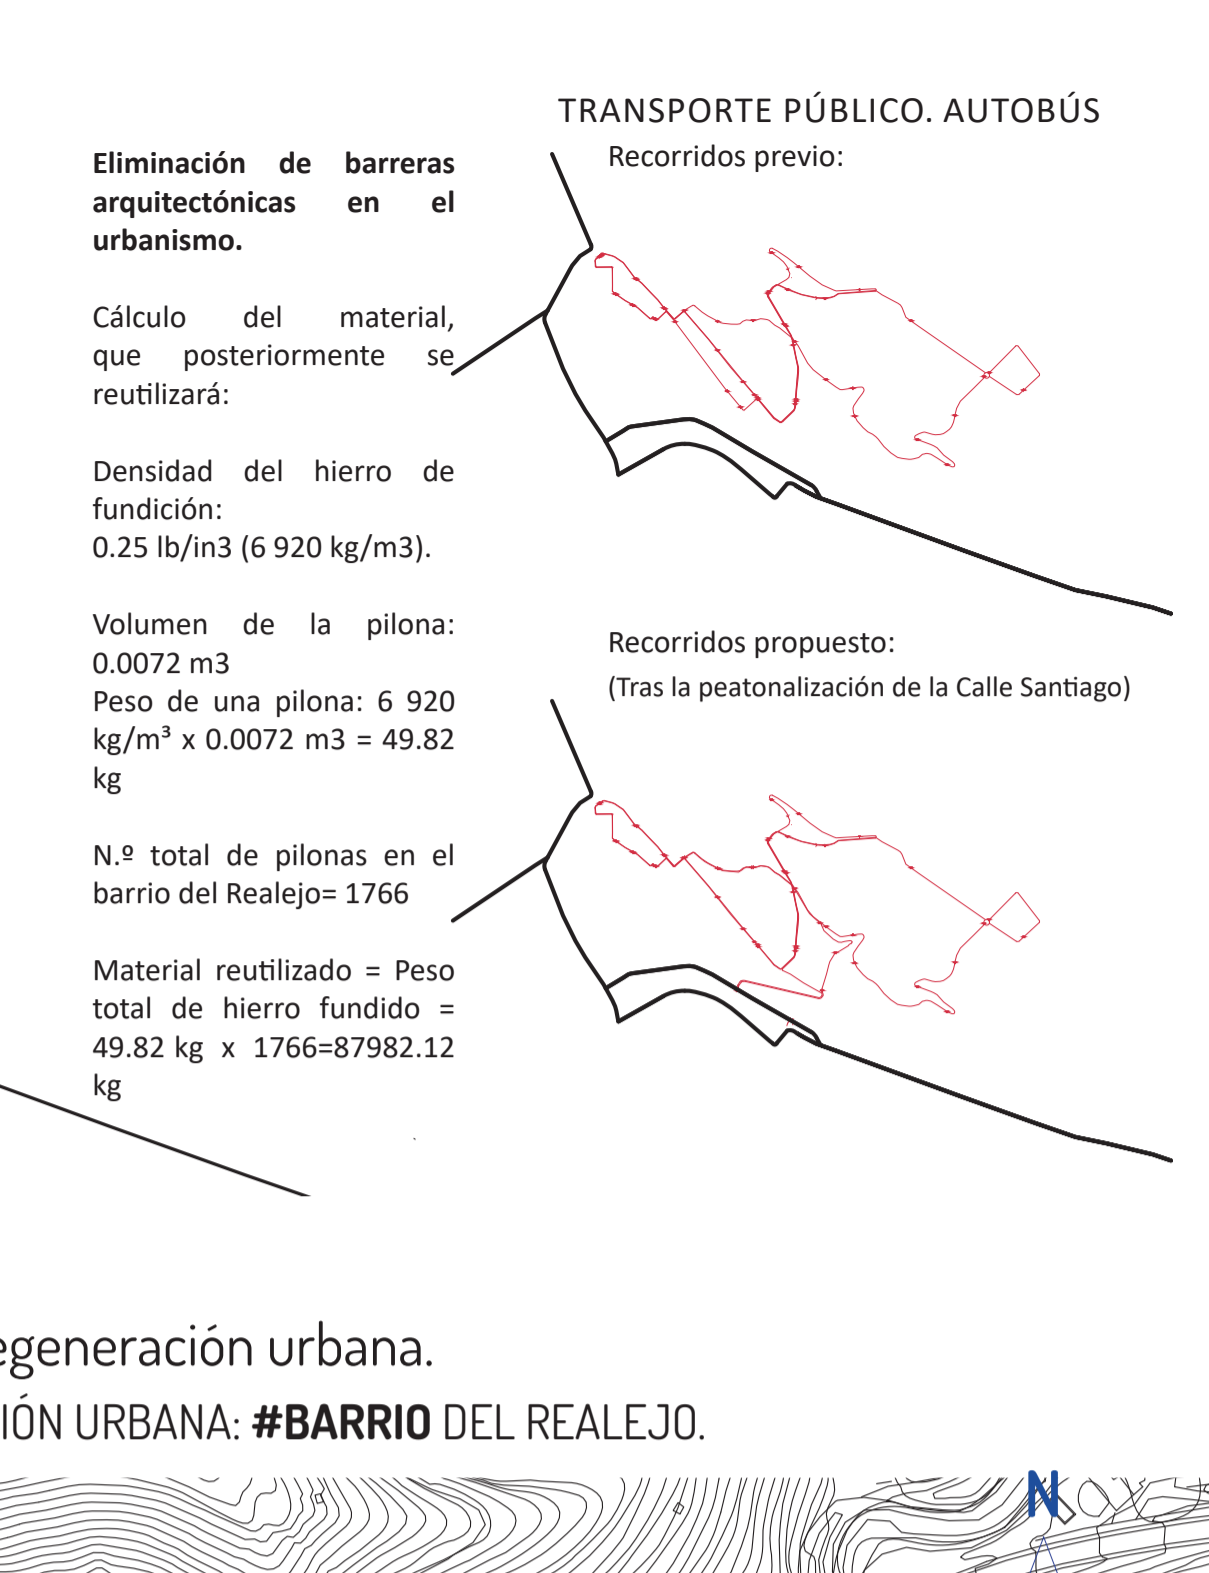 TRANSPORTE PÚBLICO. AUTOBÚS
Eliminación de barreras
arquitectónicas en el
urbanismo.
Cálculo del material,
que posteriormente se
reutilizará:
Densidad del hierro de
fundición:
0.25 lb/in3 (6 920 kg/m3).
Volumen de la pilona:
0.0072 m3
Peso de una pilona: 6 920
kg/m³ x 0.0072 m3 = 49.82
kg
N.º total de pilonas en el
barrio del Realejo= 1766
Material reutilizado = Peso
total de hierro fundido =
49.82 kg x 1766=87982.12
kg
Recorridos previo:
Recorridos propuesto:
(Tras la peatonalización de la Calle Santiago)
egeneración urbana.
IÓN URBANA: #BARRIO DEL REALEJO.
N